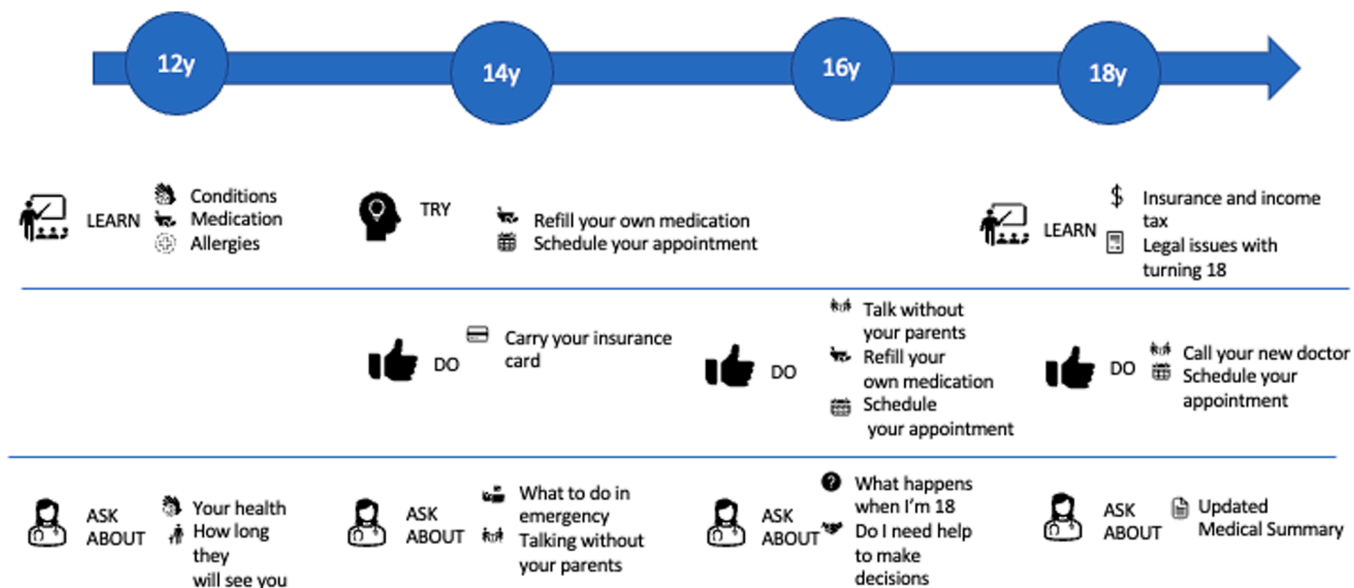 12y
14y
16y
18y
LEARN
Conditions
Medication
Allergies
TRY
Refill your own medication
Schedule your appointment
LEARN
Insurance and income
tax
Legal issues with
turning 18
DO
Carry your insurance
card
DO
Talk without
your parents
Refill your
own medication
Schedule
your appointment
DO
Call your new doctor
Schedule your
appointment
ASK
ABOUT
Your health
How long
they
will see you
ASK
ABOUT
What to do in
emergency
Talking without
your parents
ASK
ABOUT
What happens
when I'm 18
Do I need help
to make
decisions
ASK
ABOUT
Updated
Medical Summary